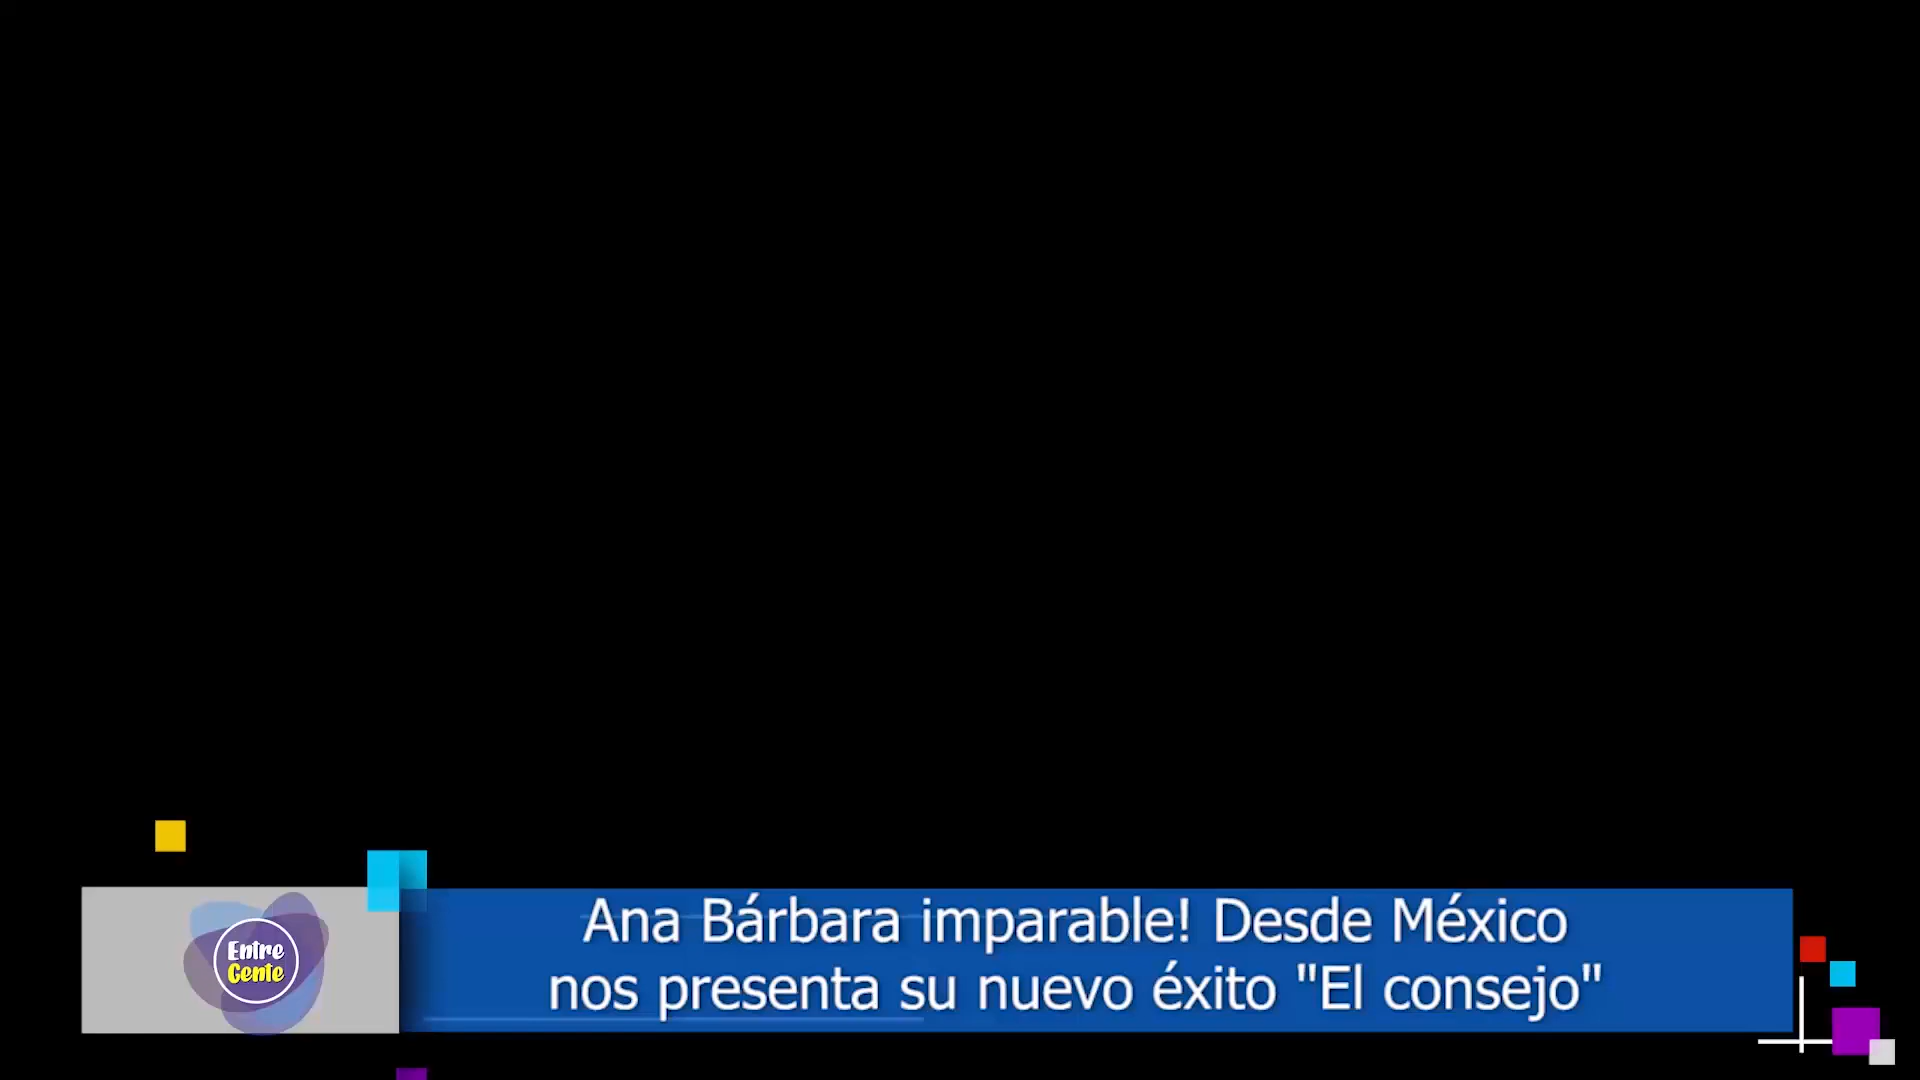 Entre
Gente
Ana Bárbara imparable! Desde México
nos presenta su nuevo éxito "El consejo"